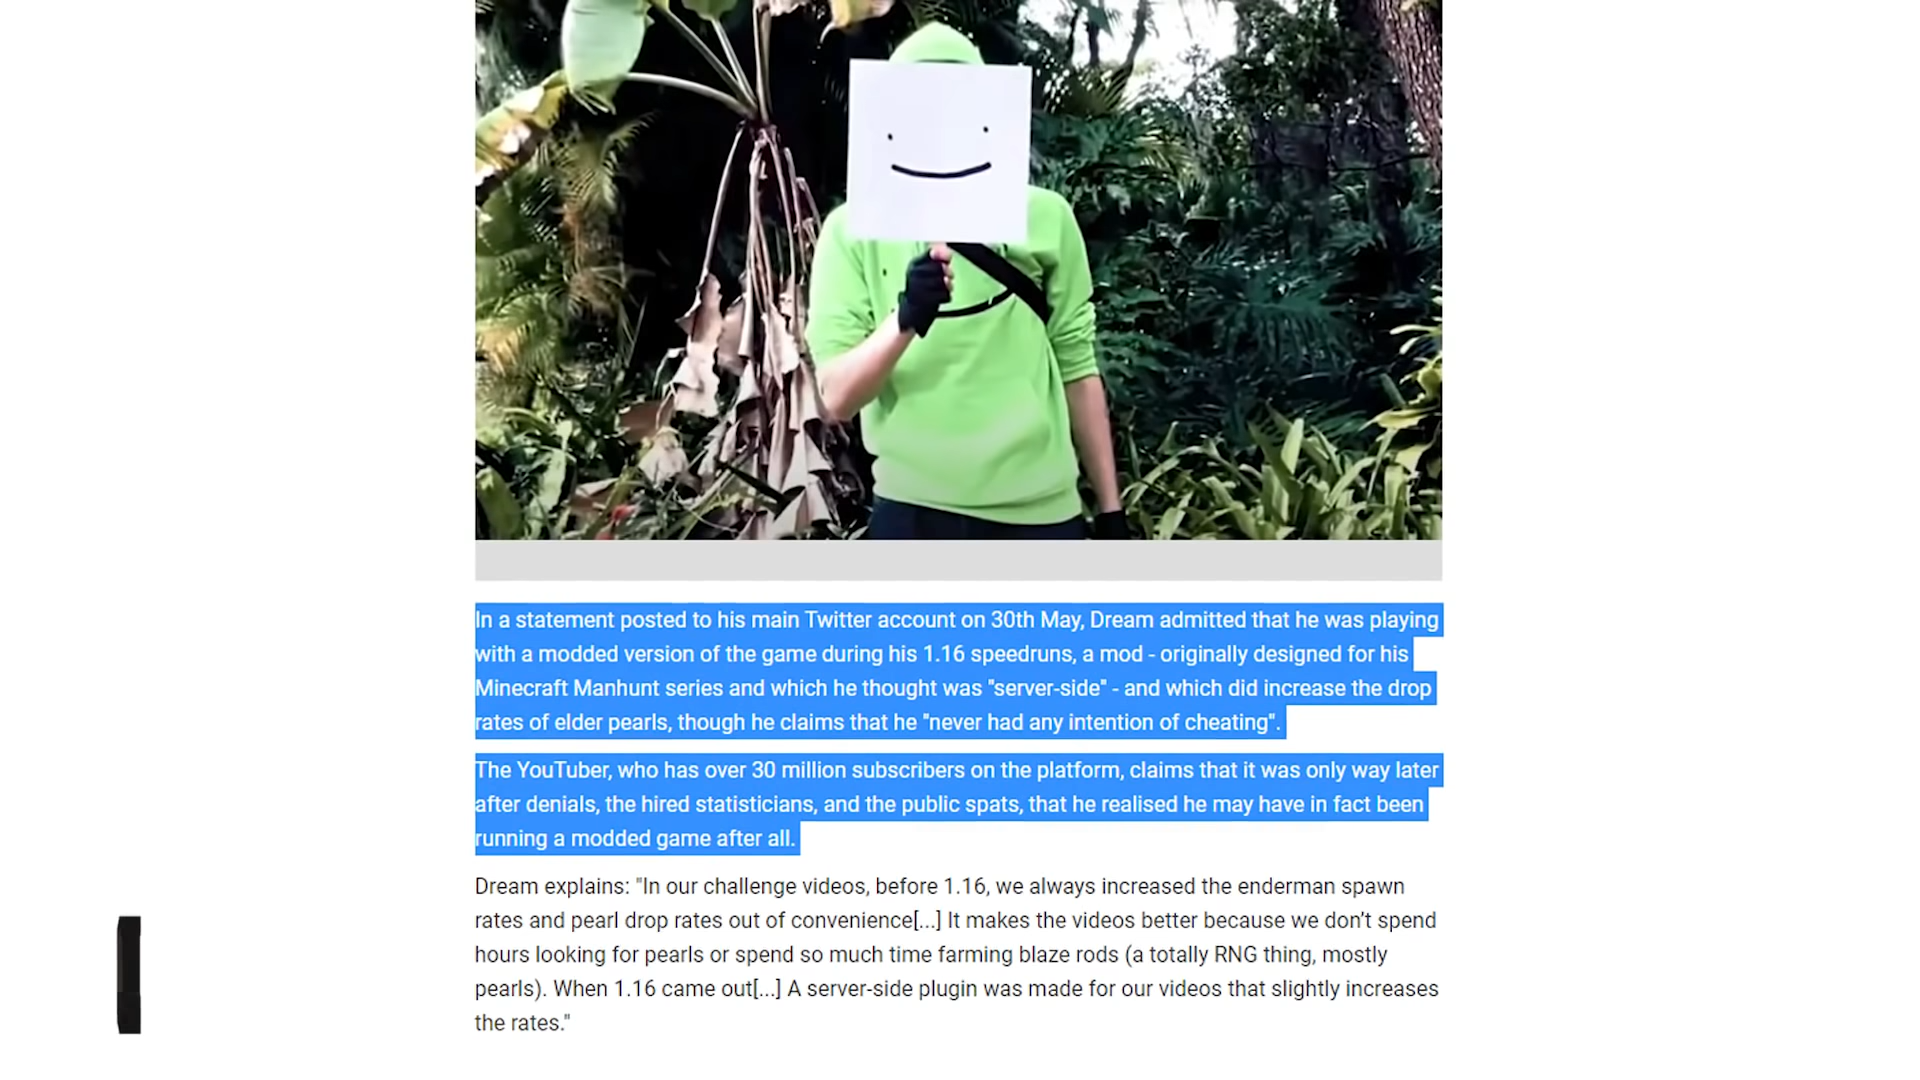 In a statement posted to his main Twitter account on 30th May, Dream admitted that he was playing
with a modded version of the game during his 1.16 speedruns, a mod - originally designed for his
Minecraft Manhunt series and which he thought was "server-side" - and which did increase the drop
rates of elder pearls, though he claims that he "never had any intention of cheating".
The YouTuber, who has over 30 million subscribers on the platform, claims that it was only way later
after denials, the hired statisticians, and the public spats, that he realised he may have in fact been
running a modded game after all.
Dream explains: "In our challenge videos, before 1.16, we always increased the enderman spawn
rates and pearl drop rates out of convenience[...] It makes the videos better because we don’t spend
hours looking for pearls or spend so much time farming blaze rods (a totally RNG thing, mostly
pearls). When 1.16 came out[...] A server-side plugin was made for our videos that slightly increases
the rates."